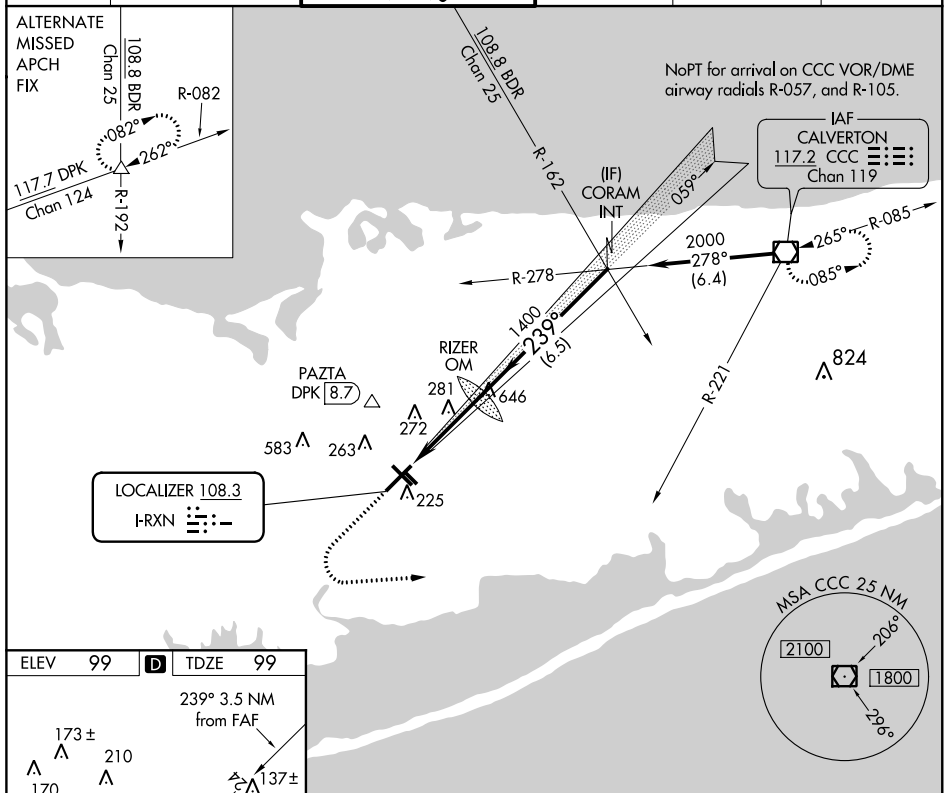 ALTERNATE
MISSED
APCH
FIX
108.8 BDR
Chan 25
R-082
082°
262°
117.7 DPK
Chan 124
R-192
108.8 BDR
Chan 25
R-162
NoPT for arrival on CCC VOR/DME
airway radials R-057, and R-105.
IAF
CALVERTON
117.2 CCC
Chan 119
(IF)
CORAM
INT
059°
2000
278°
(6.4)
R-278
265°
R-085
085°
1400
239°
(6.5)
RIZER
OM
R-221
824
PAZTA
DPK 8.7
281
646
272
583
263
225
LOCALIZER 108.3
I-RXN
MSA CCC 25 NM
2100
206°
1800
296°
ELEV 99
D
TDZE 99
239° 3.5 NM
from FAF
173 ±
210
170
24
137±